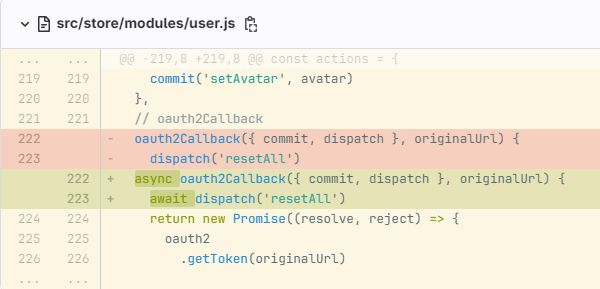 src/store/modules/user.js
... ... @@ -219,8 +219,8 @@ const actions = {
219 219 commit('setAvatar', avatar)
220 220 },
221 221 // oauth2Callback
222 - oauth2Callback({ commit, dispatch }, originalUrl) {
223 - dispatch('resetAll')
222 + async oauth2Callback({ commit, dispatch }, originalUrl) {
223 + await dispatch('resetAll')
224 224 return new Promise((resolve, reject) => {
225 225 oauth2
226 226 .getToken(originalUrl)
... ...